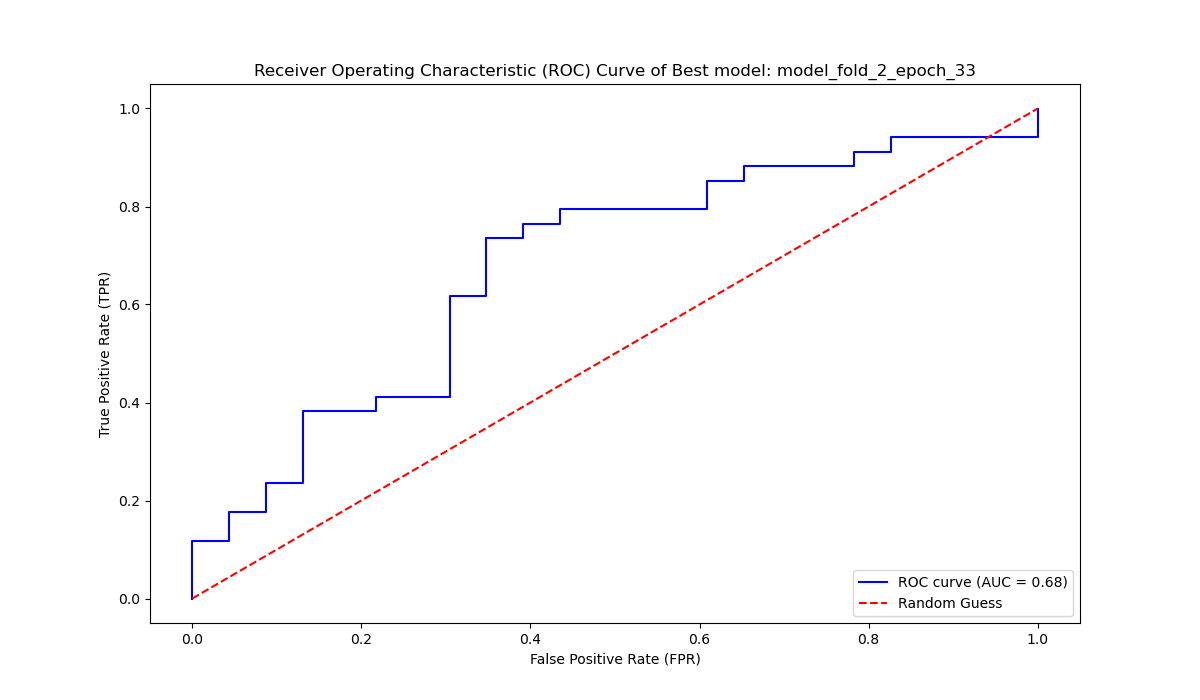 Receiver Operating Characteristic (ROC) Curve of Best model: model_fold_2_epoch_33
1.0
0.8
0.6
0.4
0.2
0.0
True Positive Rate (TPR)
ROC curve (AUC = 0.68)
Random Guess
0.0 0.2 0.4 0.6 0.8 1.0
False Positive Rate (FPR)